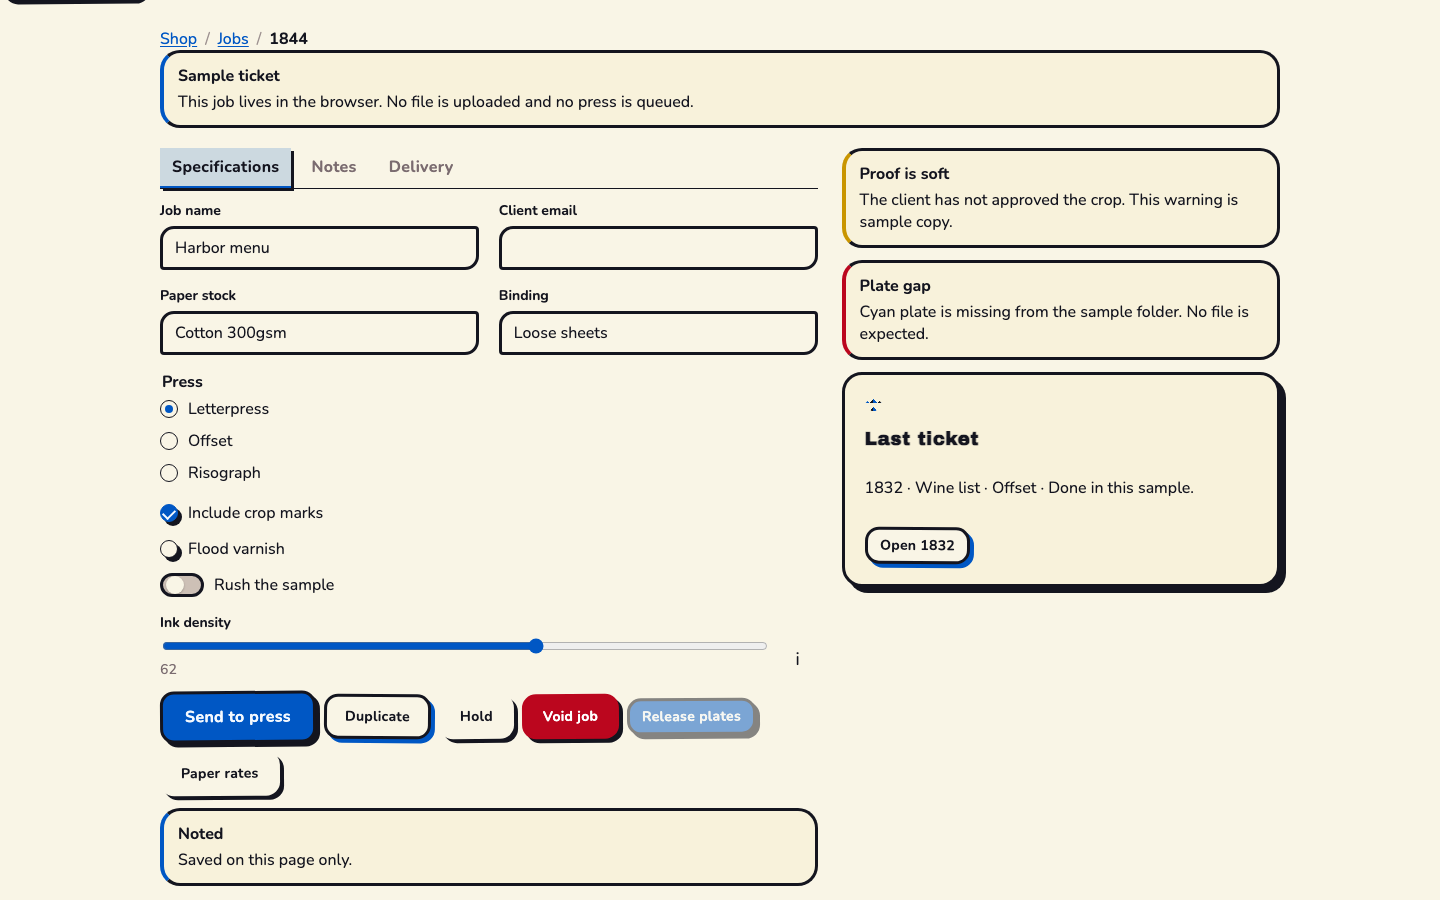 Shop / Jobs / 1844
Sample ticket
This job lives in the browser. No file is uploaded and no press is queued.
Specifications
Notes
Delivery
Job name
Client email
Harbor menu
Paper stock
Binding
Cotton 300gsm
Loose sheets
Press
Letterpress
Offset
Risograph
Include crop marks
Flood varnish
Rush the sample
Ink density
62
i
Send to press
Duplicate
Hold
Void job
Release plates
Paper rates
Noted
Saved on this page only.
Proof is soft
The client has not approved the crop. This warning is
sample copy.
Plate gap
Cyan plate is missing from the sample folder. No file is
expected.
Last ticket
1832 · Wine list · Offset · Done in this sample.
Open 1832